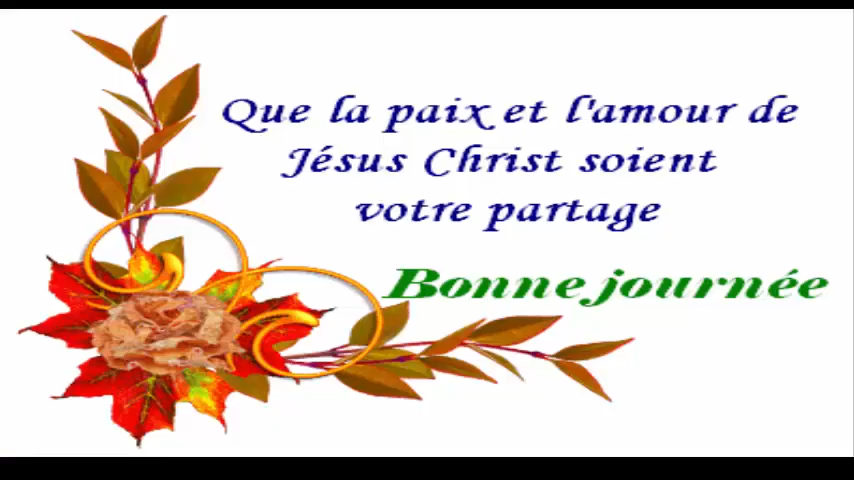 Que la paix et l'amour de
Jésus Christ soient
votre partage
Bonne journée